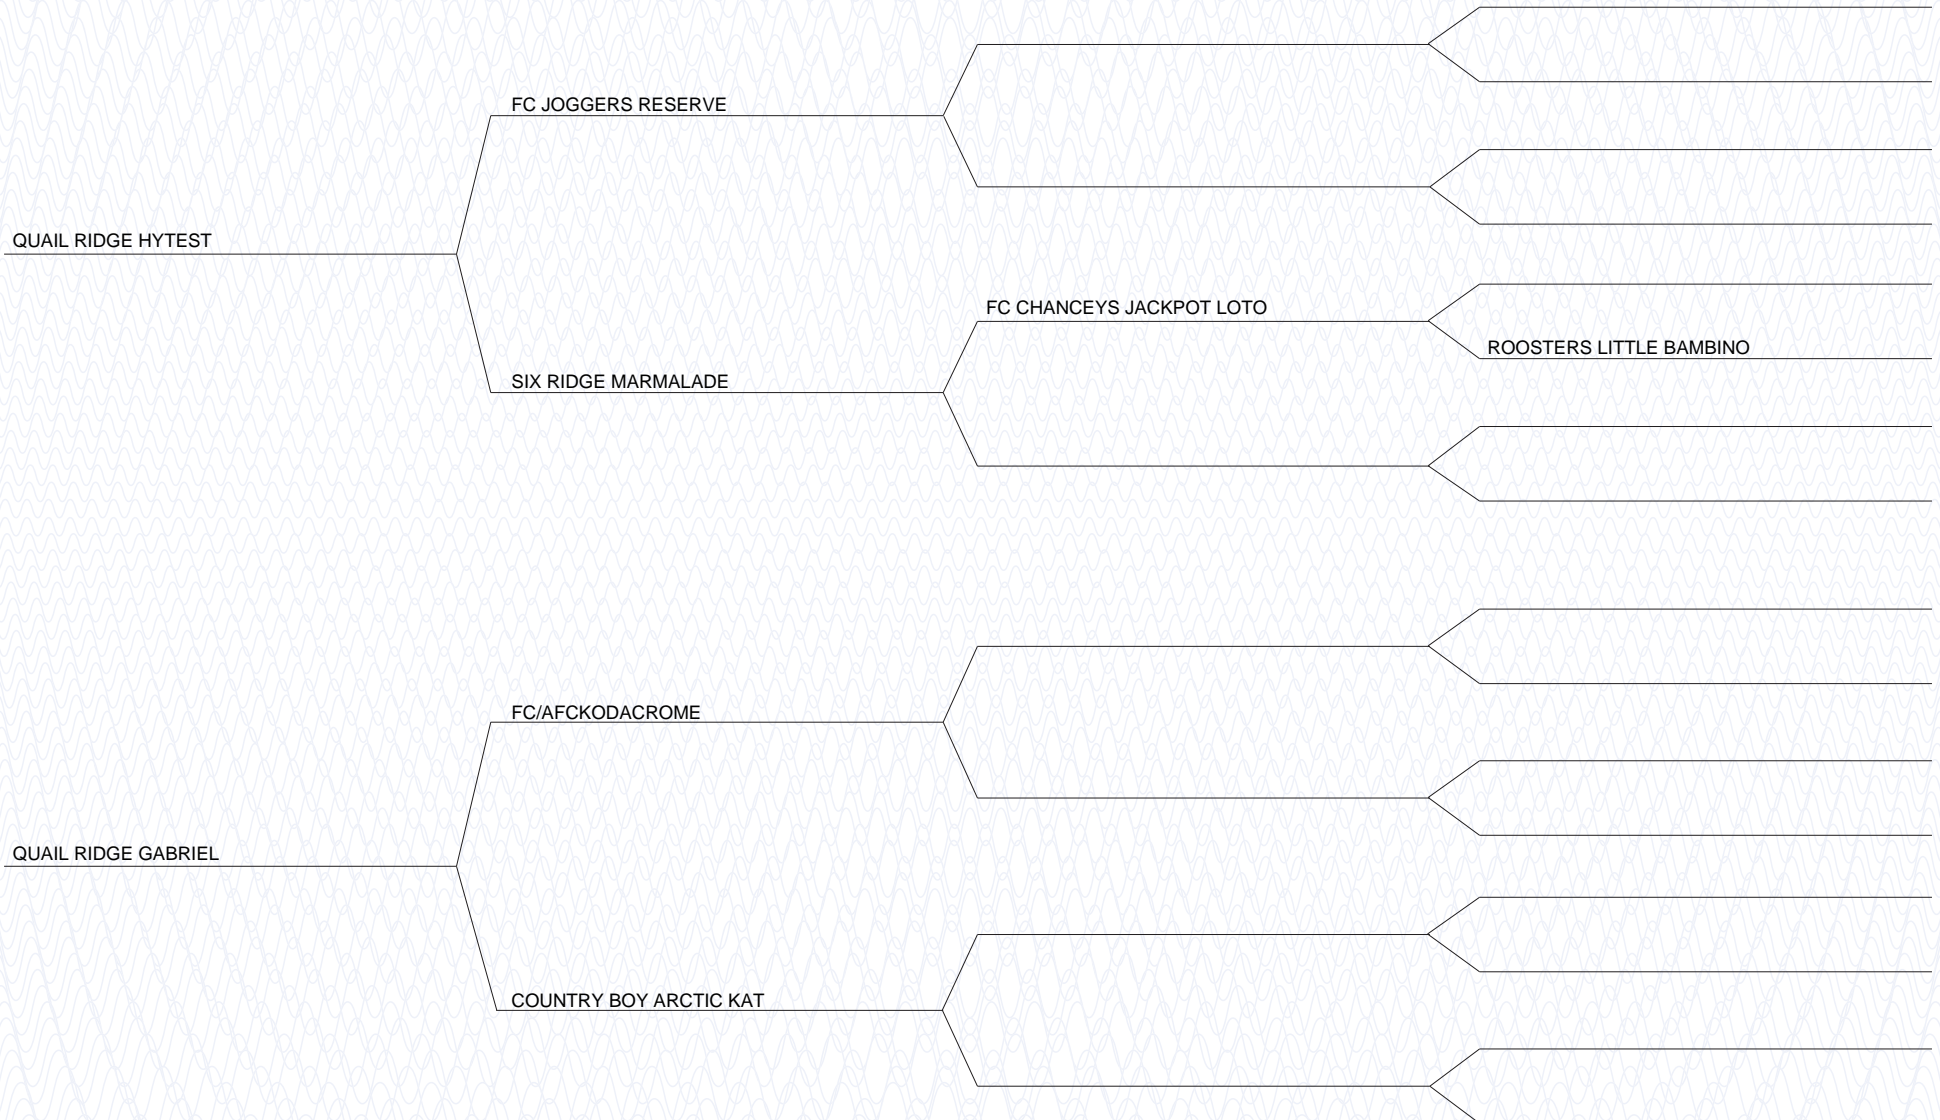 FC JOGGERS RESERVE
QUAIL RIDGE HYTEST
FC CHANCEYS JACKPOT LOTO
ROOSTERS LITTLE BAMBINO
SIX RIDGE MARMALADE
FC/AFCKODACROME
QUAIL RIDGE GABRIEL
COUNTRY BOY ARCTIC KAT